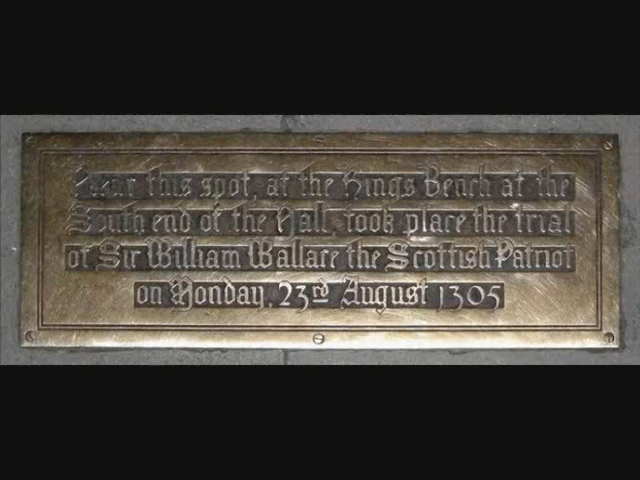 Near this spot, at the Kings Bench at the
South end of the Hall, took place the trial
of Sir William Wallace the Scottish Patriot
on Monday, 23rd August 1305